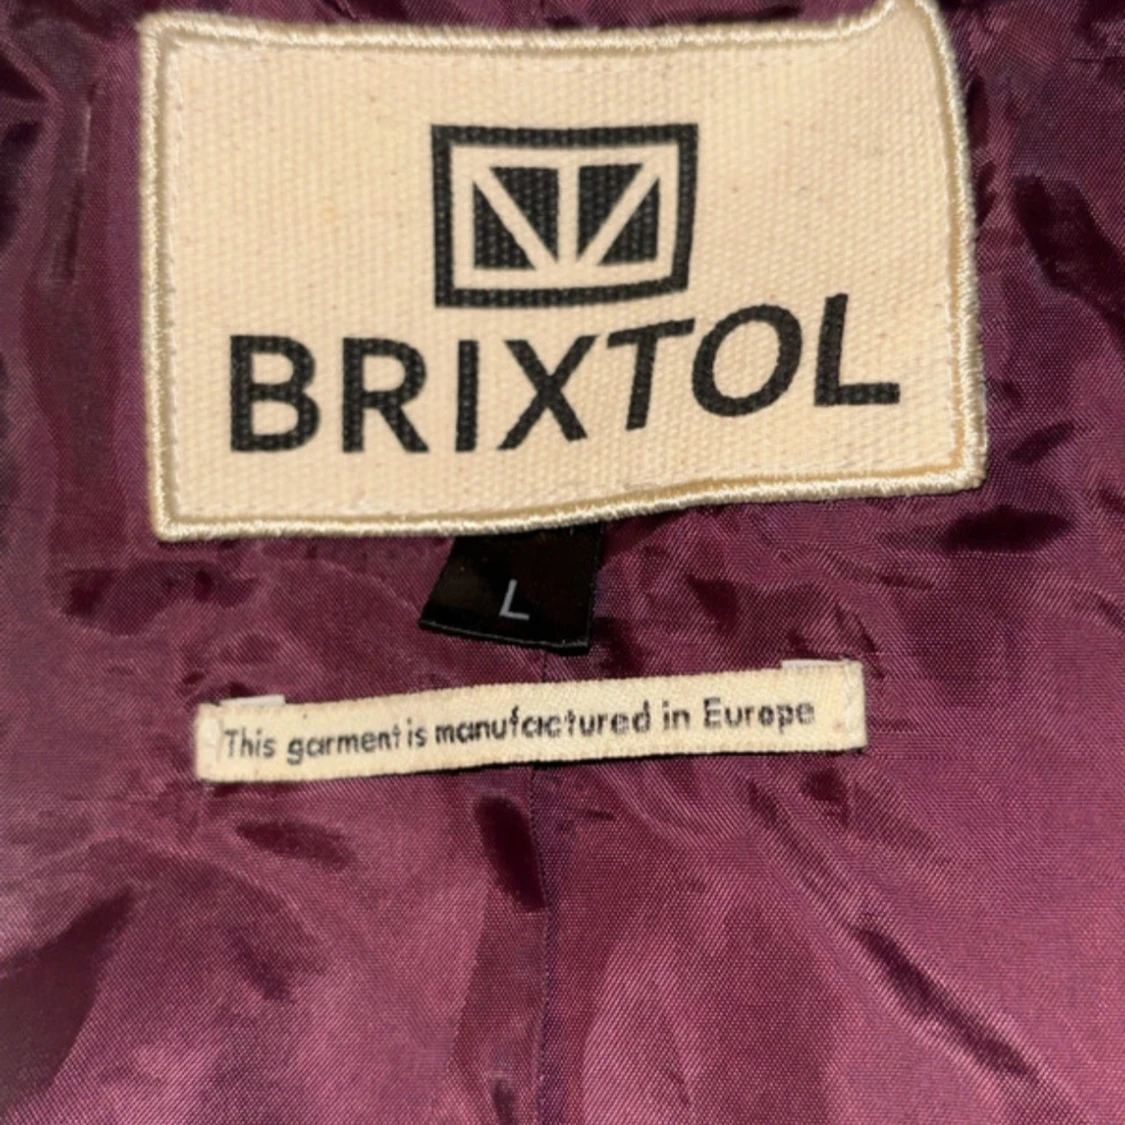 BRIXTOL
L
This garment is manufactured in Europe